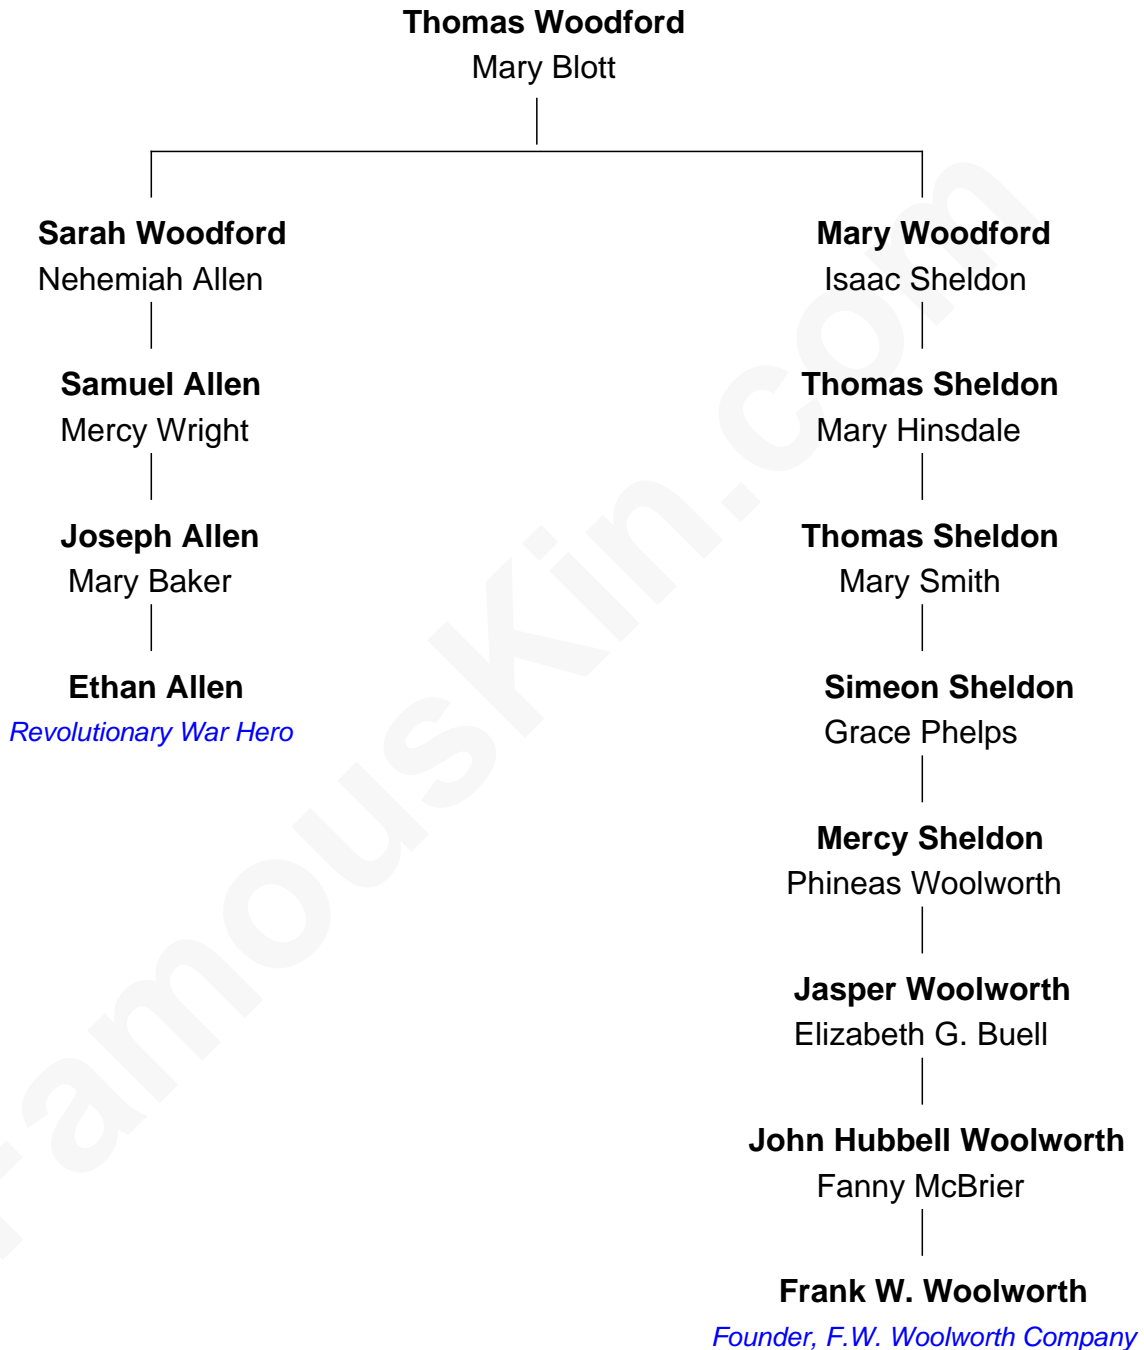 Thomas Woodford
Mary Blott
Sarah Woodford
Nehemiah Allen
Mary Woodford
Isaac Sheldon
Samuel Allen
Mercy Wright
Thomas Sheldon
Mary Hinsdale
Joseph Allen
Mary Baker
Thomas Sheldon
Mary Smith
Ethan Allen
Revolutionary War Hero
Simeon Sheldon
Grace Phelps
Mercy Sheldon
Phineas Woolworth
Jasper Woolworth
Elizabeth G. Buell
John Hubbell Woolworth
Fanny McBrier
Frank W. Woolworth
Founder, F.W. Woolworth Company
FamousKin.com